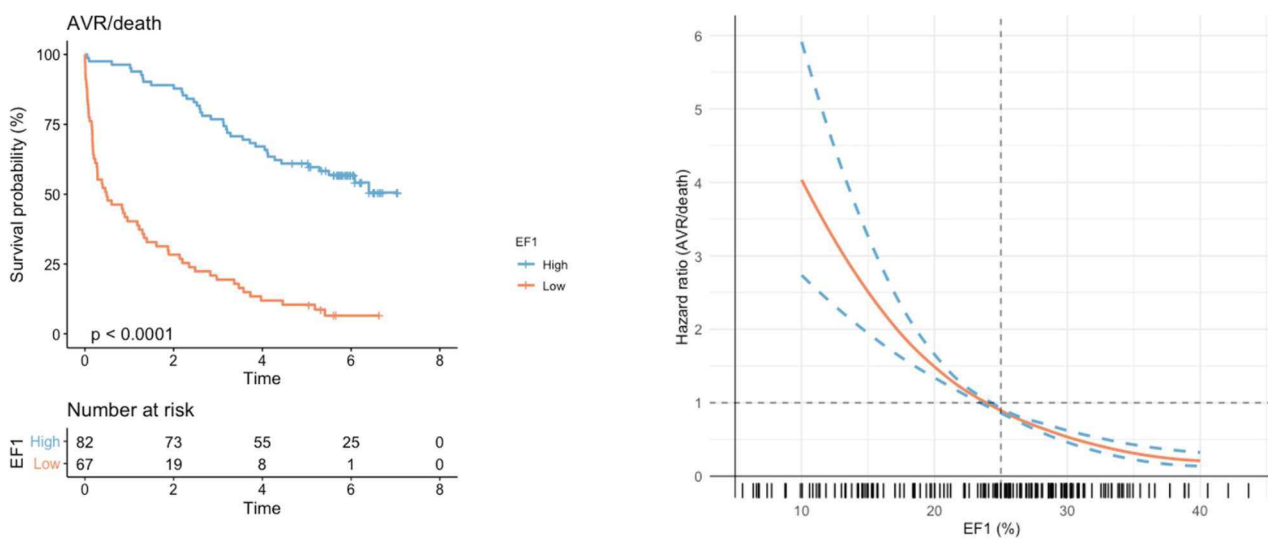 AVR/death
Survival probability (%)
100
75
50
25
0
p < 0.0001
0 2 4 6 8
Time
EF1
High
Low
Number at risk
EF1
High 82 73 55 25 0
Low 67 19 8 1 0
0 2 4 6 8
Time
Hazard ratio (AVR/death)
6
5
4
3
2
1
0
10 20 30 40
EF1 (%)